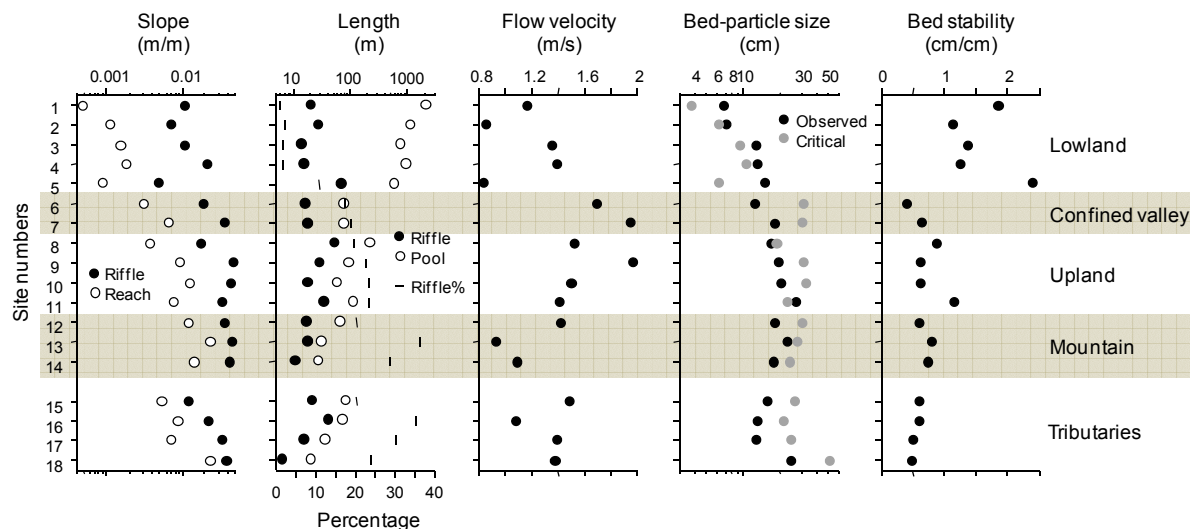 Slope Length Flow velocity Bed-particle size Bed stability
(m/m) (m) (m/s) (cm) (cm/cm)
0.001 0.01 10 100 1000 0.8 1.2 1.6 2 4 6 8 10 30 50 0 1 2
Site numbers
1
2 Observed
3 Critical Lowland
4
5
6
7 Confined valley
8 Riffle
9 Riffle Pool Upland
10 Reach Riffle%
11
12
13 Mountain
14
15
16
17 Tributaries
18
0 10 20 30 40
Percentage